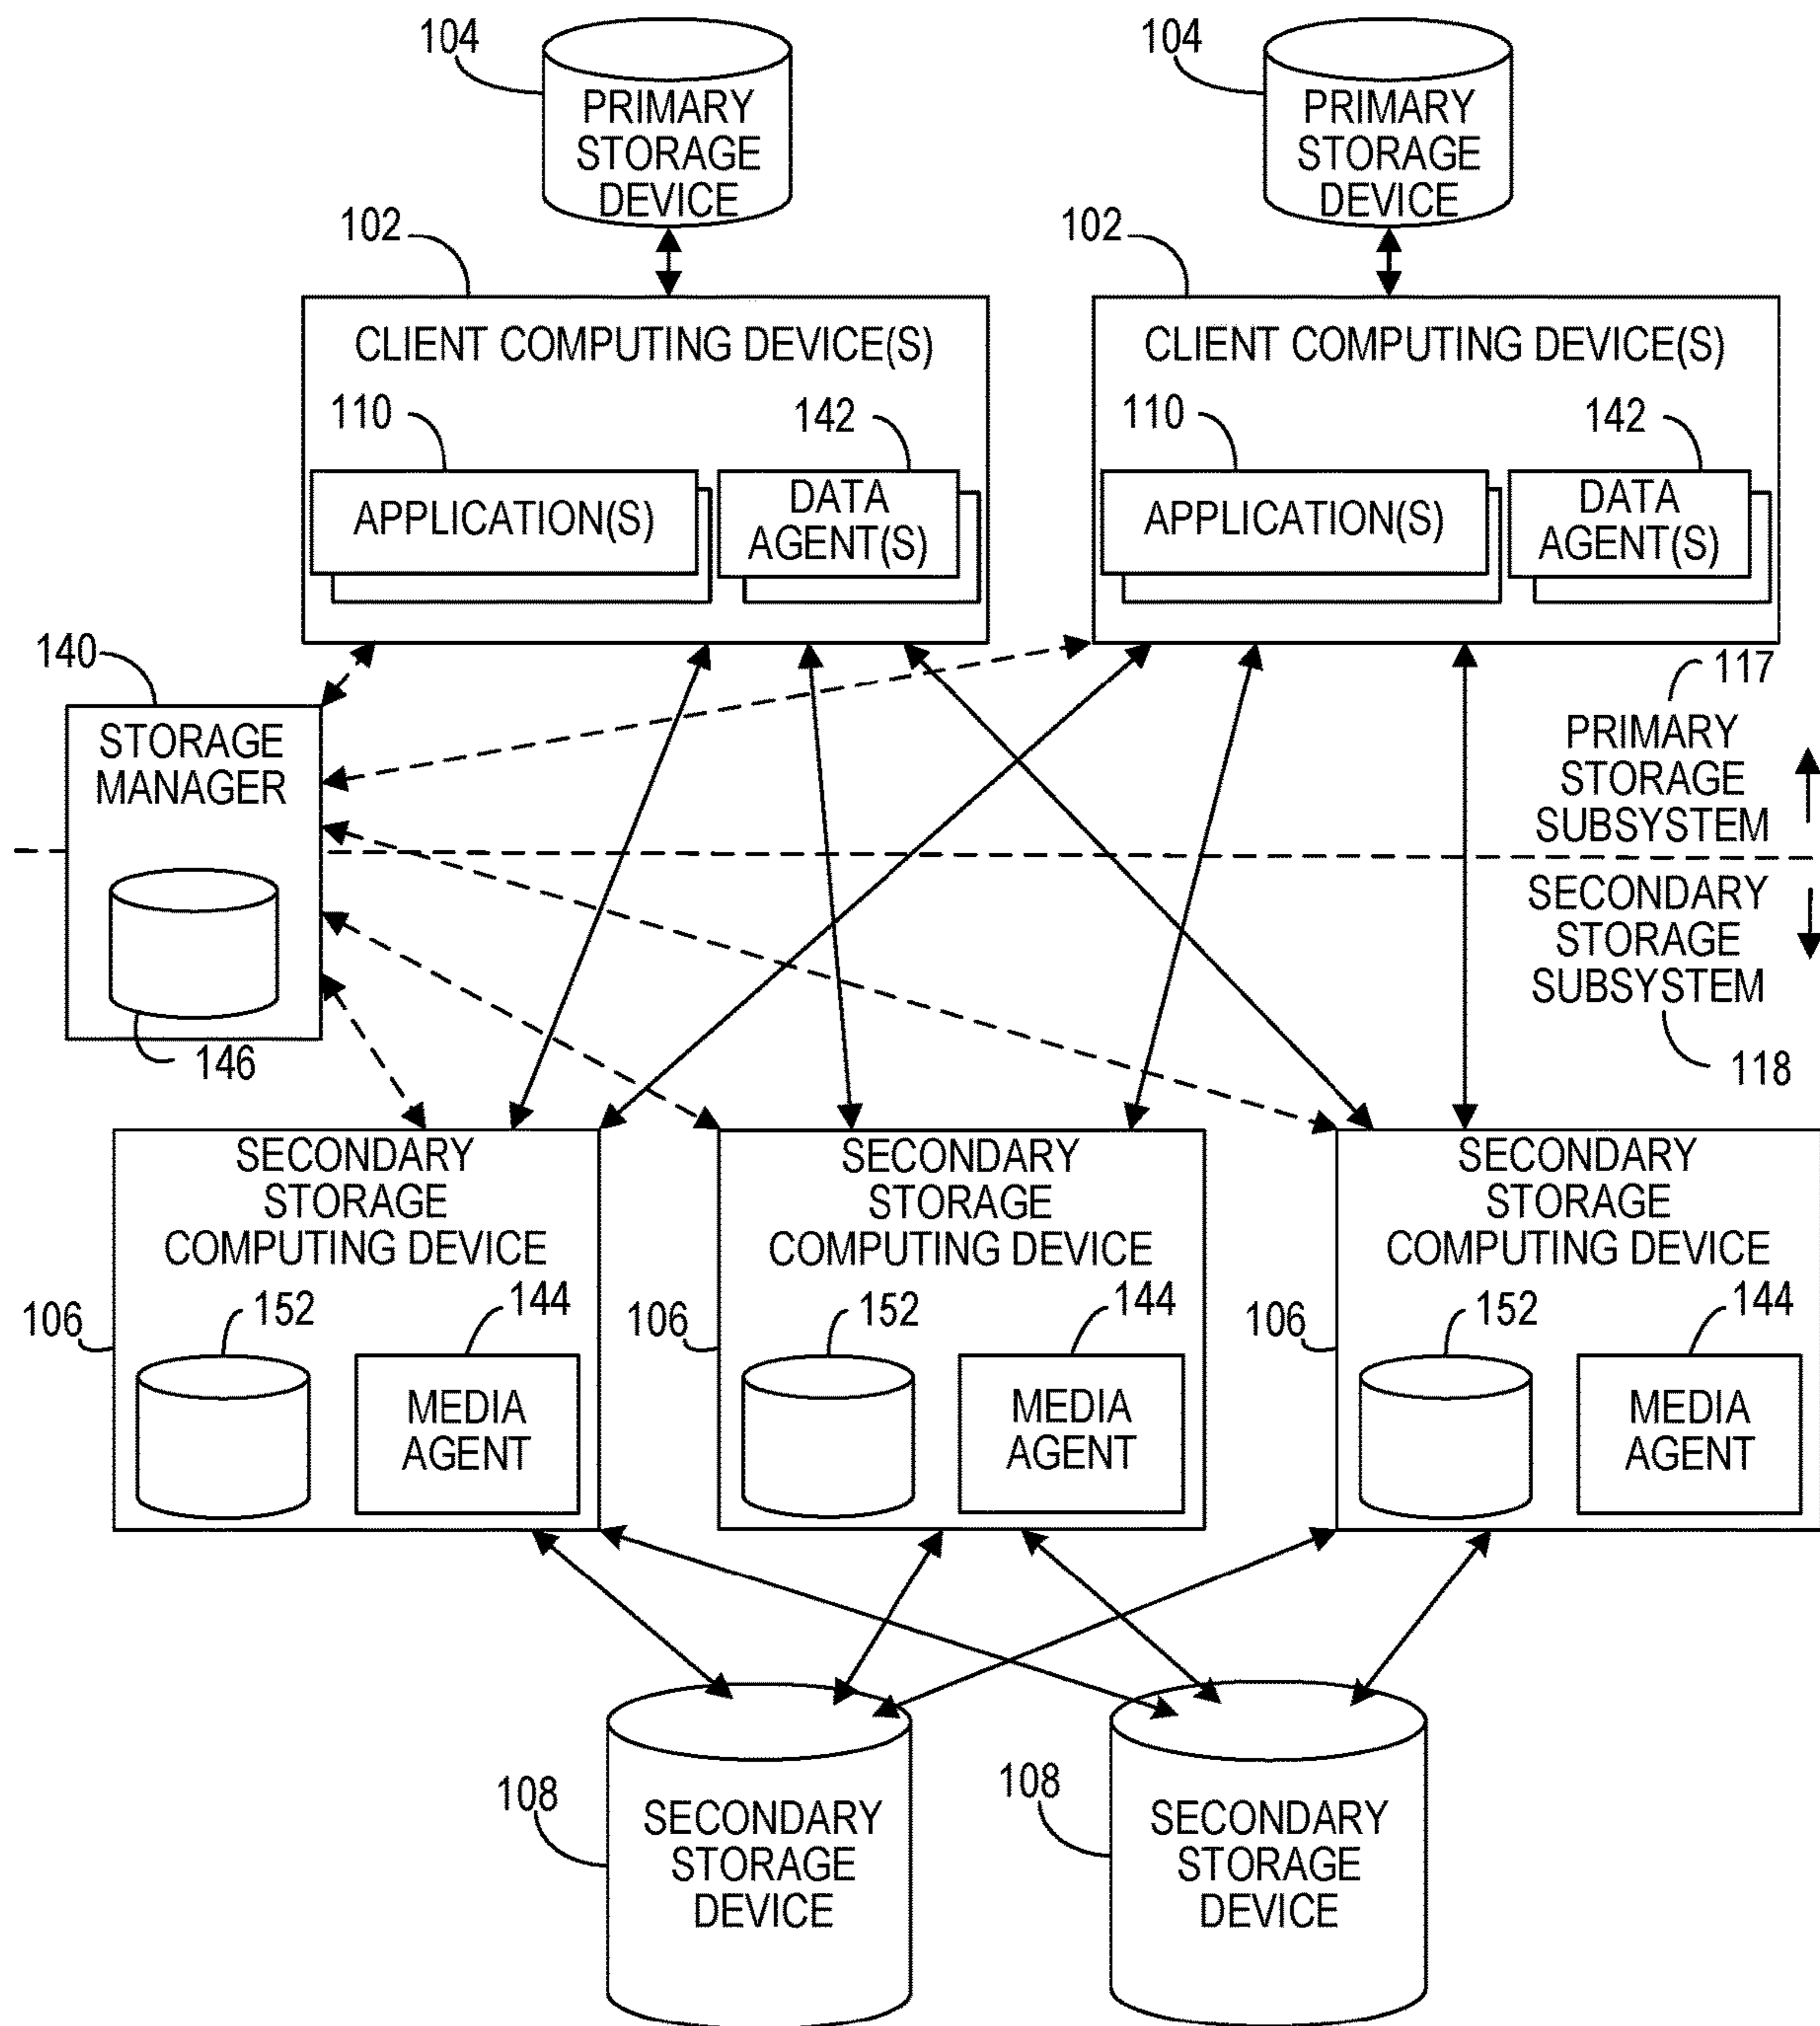 104
PRIMARY
STORAGE
DEVICE
104
PRIMARY
STORAGE
DEVICE
102
CLIENT COMPUTING DEVICE(S)
110
142
APPLICATION(S)
DATA
AGENT(S)
102
CLIENT COMPUTING DEVICE(S)
110
142
APPLICATION(S)
DATA
AGENT(S)
140
STORAGE
MANAGER
146
117
PRIMARY
STORAGE
SUBSYSTEM
SECONDARY
STORAGE
SUBSYSTEM
118
SECONDARY
STORAGE
COMPUTING DEVICE
106
152
144
MEDIA
AGENT
SECONDARY
STORAGE
COMPUTING DEVICE
106
152
144
MEDIA
AGENT
SECONDARY
STORAGE
COMPUTING DEVICE
106
152
144
MEDIA
AGENT
108
SECONDARY
STORAGE
DEVICE
108
SECONDARY
STORAGE
DEVICE